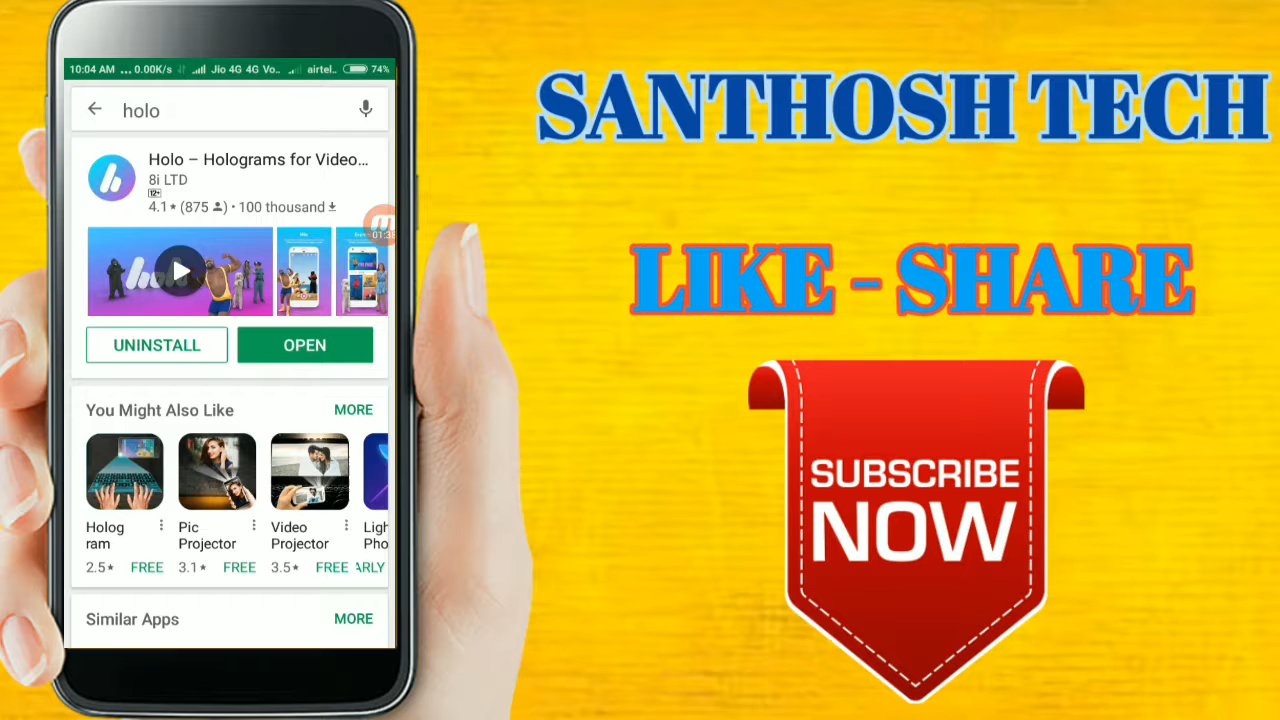 10:04 AM ... 0.00K/s Jio 4G 4G Vo.. airtel.. 74%
holo
Holo – Holograms for Video...
8i LTD
12+
4.1★ (875) • 100 thousand
01:33
holo
UNINSTALL
OPEN
You Might Also Like
MORE
Holog
ram
2.5★ FREE
Pic
Projector
3.1★ FREE
Video
Projector
3.5★ FREE
Ligh
Pho
ARLY
Similar Apps
MORE
SANTHOSH TECH
LIKE - SHARE
SUBSCRIBE
NOW